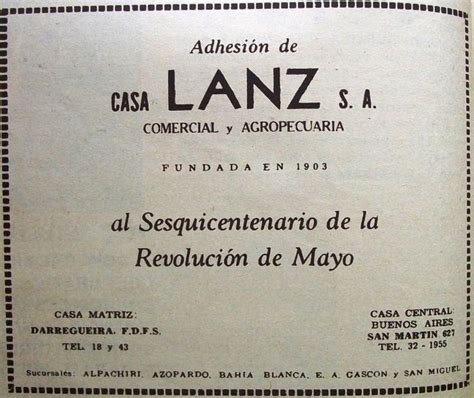 Adhesión de
CASA LANZ S. A.
COMERCIAL y AGROPECUARIA
FUNDADA EN 1903
al Sesquicentenario de la
Revolución de Mayo
CASA MATRIZ:
DARREGUEIRA. F.D.F.S.
TEL. 18 y 43
CASA CENTRAL:
BUENOS AIRES
SAN MARTIN 627
TEL. 32 - 1955
Sucursales: ALPACHIRI, AZOPARDO, BAHIA BLANCA, E. A. GASCON y SAN MIGUEL